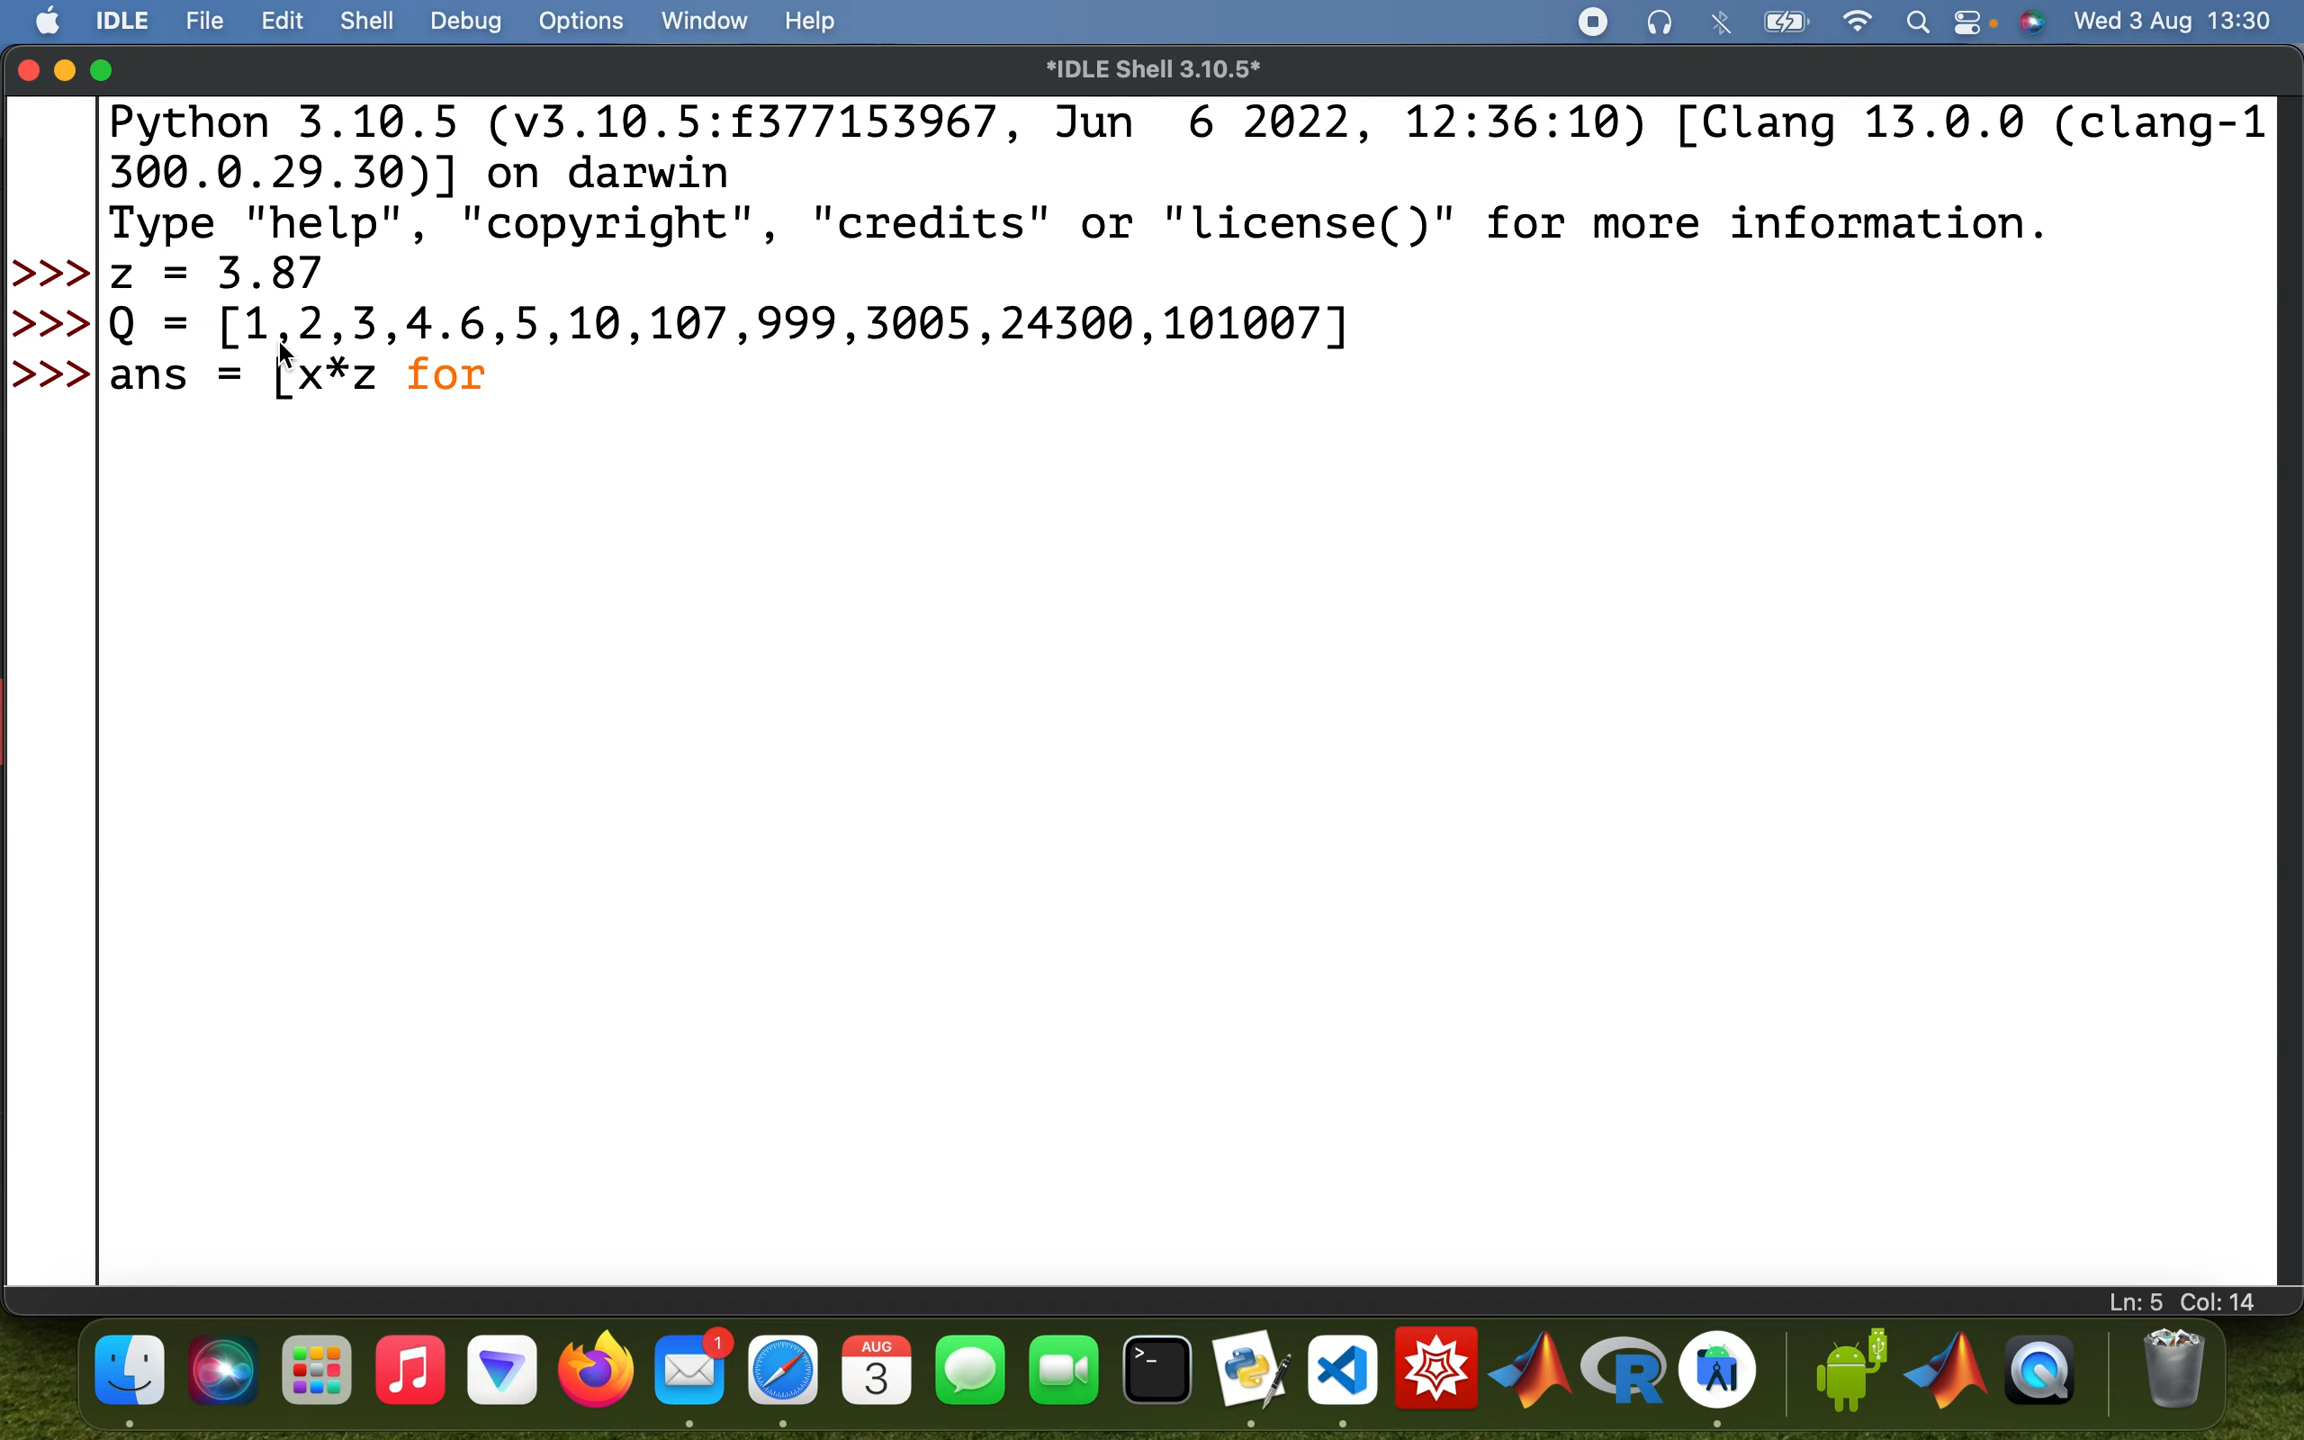 IDLE File Edit Shell Debug Options Window Help Wed 3 Aug 13:30
*IDLE Shell 3.10.5*
Python 3.10.5 (v3.10.5:f377153967, Jun  6 2022, 12:36:10) [Clang 13.0.0 (clang-1
300.0.29.30)] on darwin
Type "help", "copyright", "credits" or "license()" for more information.
>>> z = 3.87
>>> Q = [1,2,3,4.6,5,10,107,999,3005,24300,101007]
>>> ans = [x*z for
Ln: 5 Col: 14
1
AUG
3
>_
R